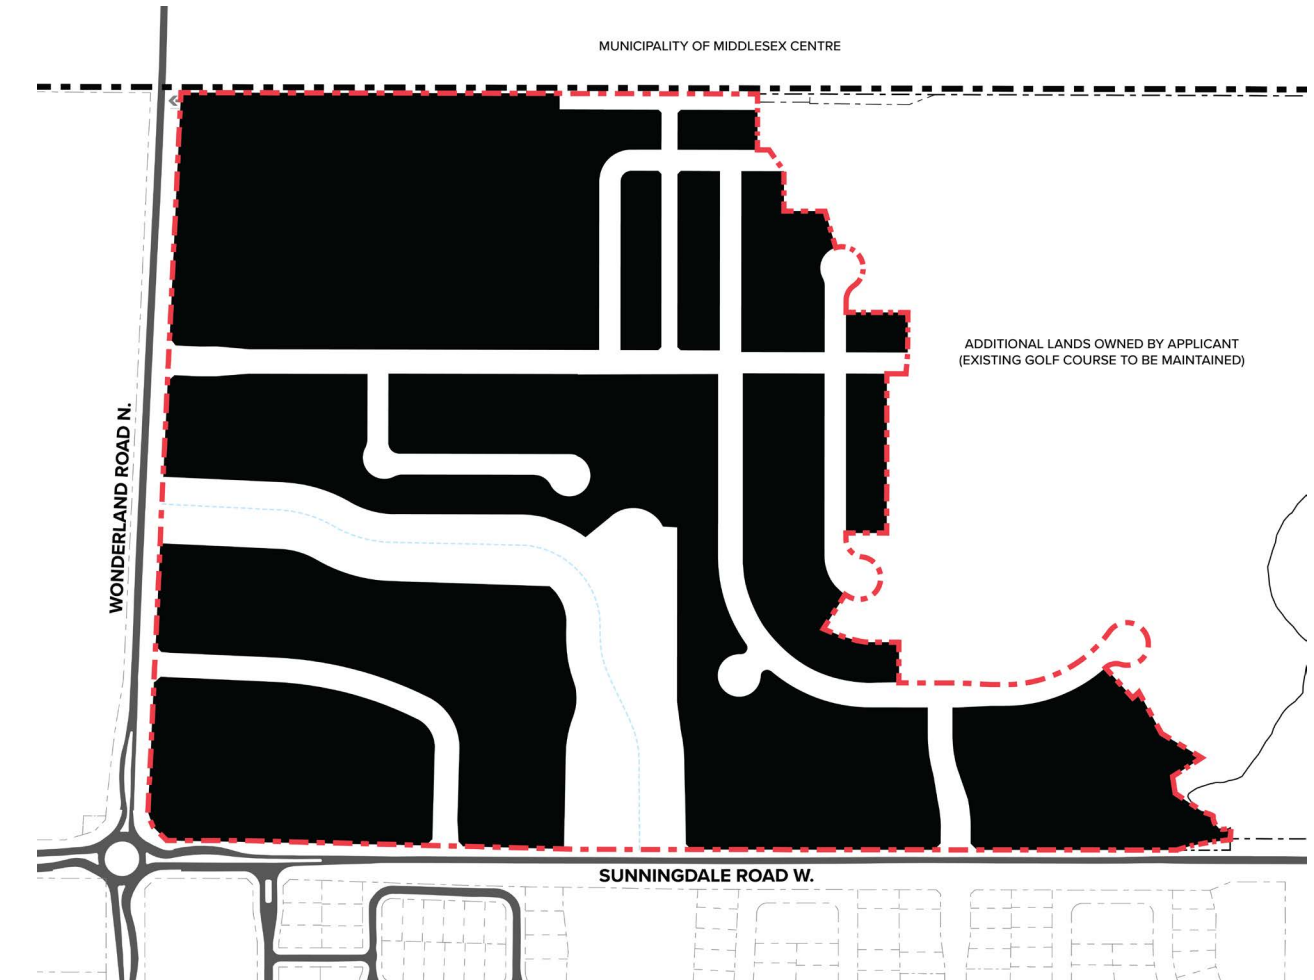 MUNICIPALITY OF MIDDLESEX CENTRE
ADDITIONAL LANDS OWNED BY APPLICANT
(EXISTING GOLF COURSE TO BE MAINTAINED)
WONDERLAND ROAD N.
SUNNINGDALE ROAD W.